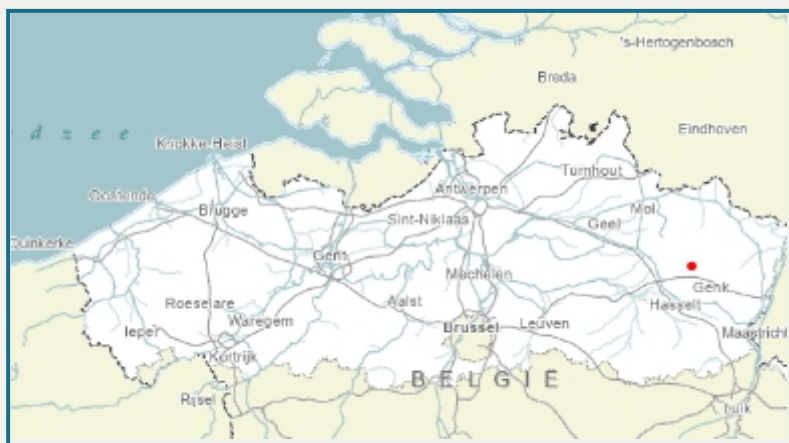 's-Hertogenbosch
Breda
Eindhoven
d z e e
Knokke-Heist
Turnhout
Antwerpen
Oostende
Mol
Brugge
Sint-Niklaas
Geel
Duinkerke
Gent
Mechelen
Genk
Roeselare
Aalst
Hasselt
Ieper
Waregem
Brussel
Leuven
Maastricht
Kortrijk
BELGIË
Rijsel
Luik